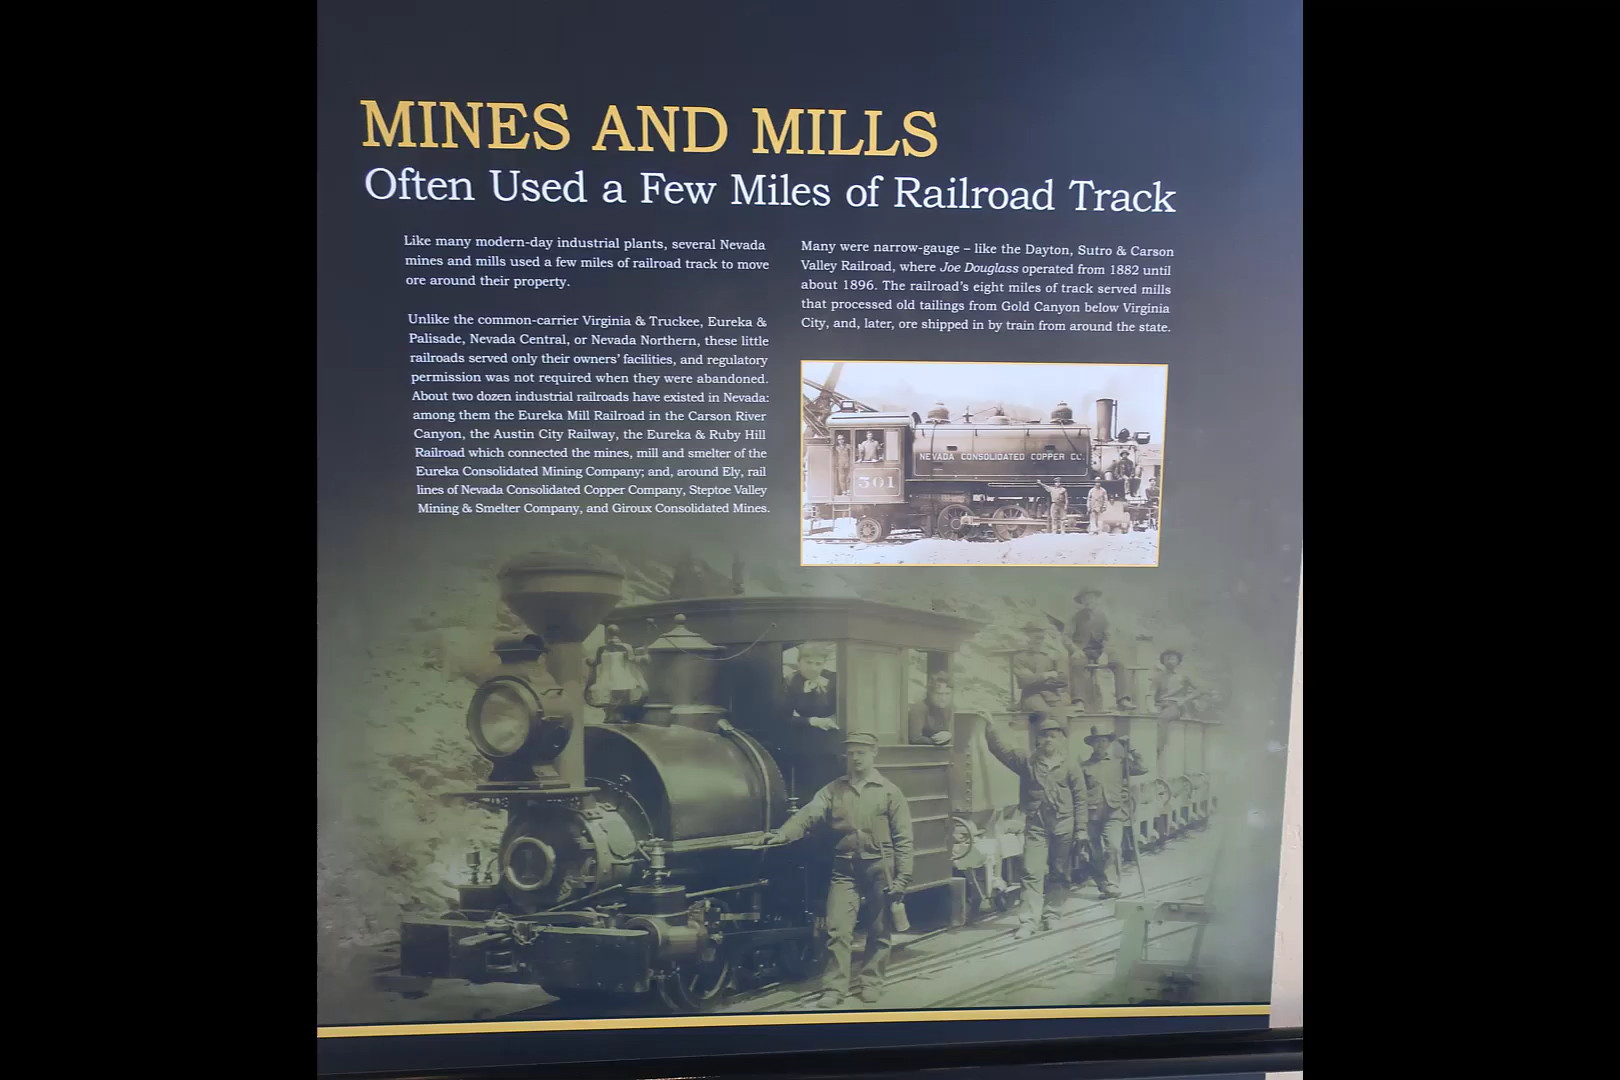 MINES AND MILLS
Often Used a Few Miles of Railroad Track
Like many modern-day industrial plants, several Nevada
mines and mills used a few miles of railroad track to move
ore around their property.
Unlike the common-carrier Virginia & Truckee, Eureka &
Palisade, Nevada Central, or Nevada Northern, these little
railroads served only their owners' facilities, and regulatory
permission was not required when they were abandoned.
About two dozen industrial railroads have existed in Nevada:
among them the Eureka Mill Railroad in the Carson River
Canyon, the Austin City Railway, the Eureka & Ruby Hill
Railroad which connected the mines, mill and smelter of the
Eureka Consolidated Mining Company; and, around Ely, rail
lines of Nevada Consolidated Copper Company, Steptoe Valley
Mining & Smelter Company, and Giroux Consolidated Mines.
Many were narrow-gauge – like the Dayton, Sutro & Carson
Valley Railroad, where Joe Douglass operated from 1882 until
about 1896. The railroad's eight miles of track served mills
that processed old tailings from Gold Canyon below Virginia
City, and, later, ore shipped in by train from around the state.
NEVADA CONSOLIDATED COPPER CO.
501